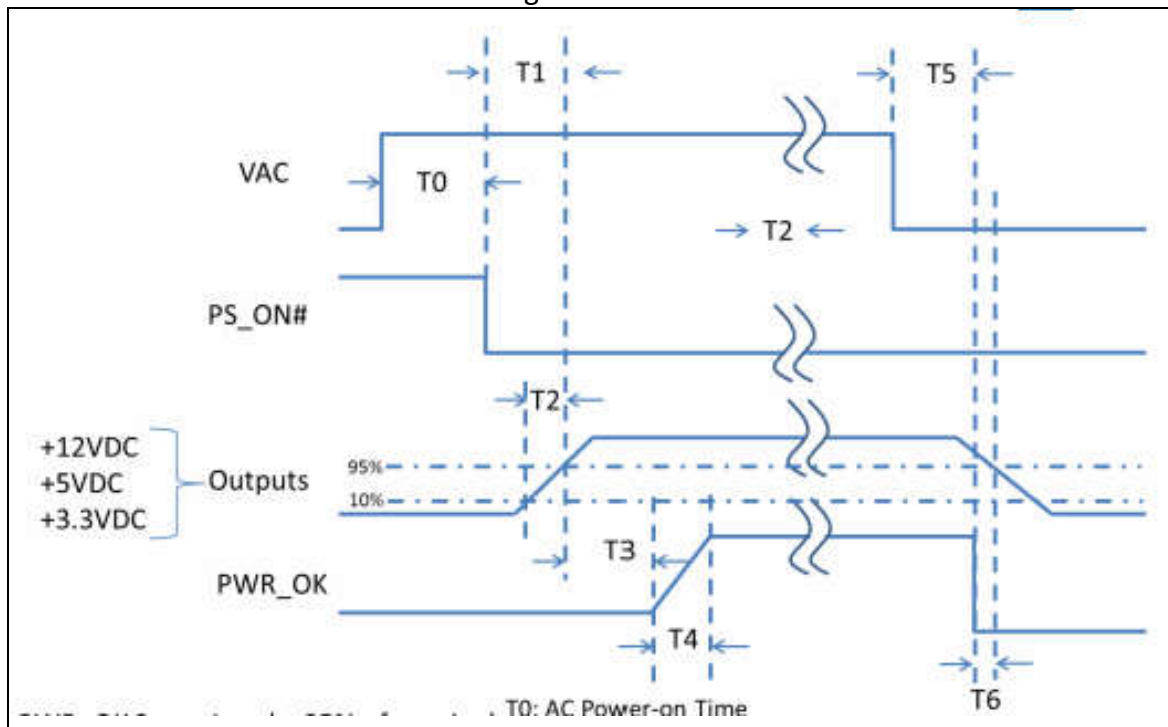 T1
T5
VAC
T0
T2
PS_ON#
T2
+12VDC
+5VDC
+3.3VDC
Outputs
95%
10%
T3
PWR_OK
T4
T6
T0: AC Power-on Time